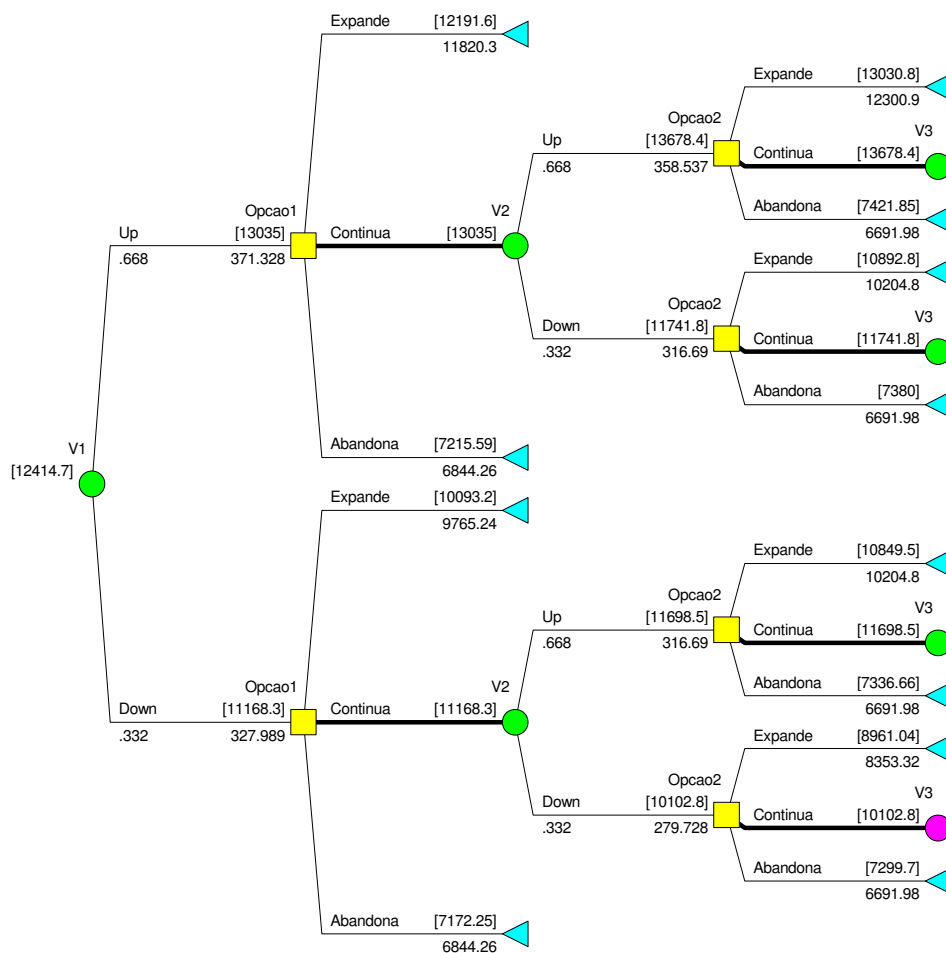 Expande [12191.6]
11820.3
Expande [13030.8]
12300.9
Opcao2
Up [13678.4]
.668 358.537
V3
Continua [13678.4]
Abandona [7421.85]
6691.98
Opcao1
Up [13035]
.668 371.328
V2
Continua [13035]
Expande [10892.8]
10204.8
Opcao2
Down [11741.8]
.332 316.69
V3
Continua [11741.8]
Abandona [7380]
6691.98
Abandona [7215.59]
6844.26
V1
[12414.7]
Expande [10093.2]
9765.24
Expande [10849.5]
10204.8
Opcao2
Up [11698.5]
.668 316.69
V3
Continua [11698.5]
Abandona [7336.66]
6691.98
Opcao1
Down [11168.3]
.332 327.989
V2
Continua [11168.3]
Expande [8961.04]
8353.32
Opcao2
Down [10102.8]
.332 279.728
V3
Continua [10102.8]
Abandona [7299.7]
6691.98
Abandona [7172.25]
6844.26